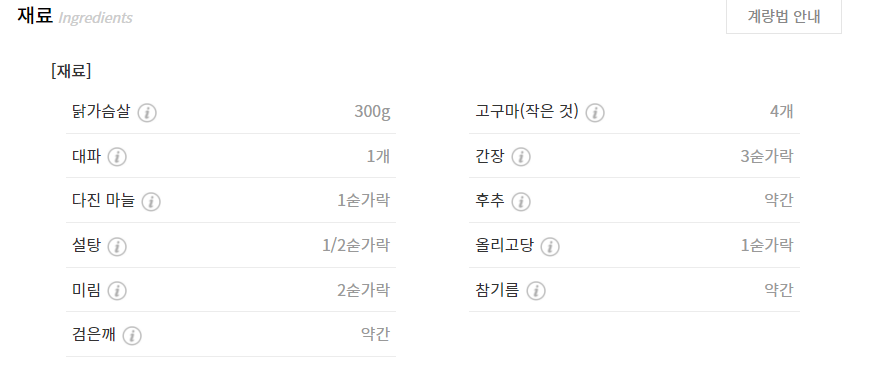 재료 Ingredients
계량법 안내
[재료]
닭가슴살 300g
고구마(작은 것) 4개
대파 1개
간장 3숟가락
다진 마늘 1숟가락
후추 약간
설탕 1/2숟가락
올리고당 1숟가락
미림 2숟가락
참기름 약간
검은깨 약간